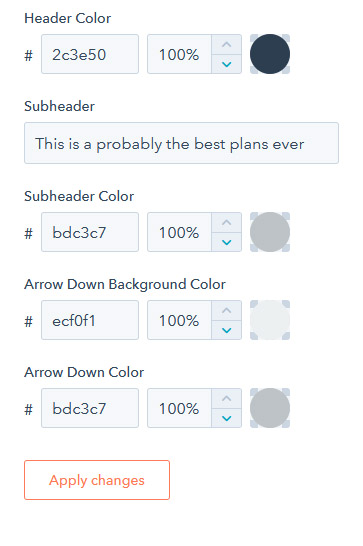 Header Color
# 2c3e50 100%
Subheader
This is a probably the best plans ever
Subheader Color
# bdc3c7 100%
Arrow Down Background Color
# ecf0f1 100%
Arrow Down Color
# bdc3c7 100%
Apply changes